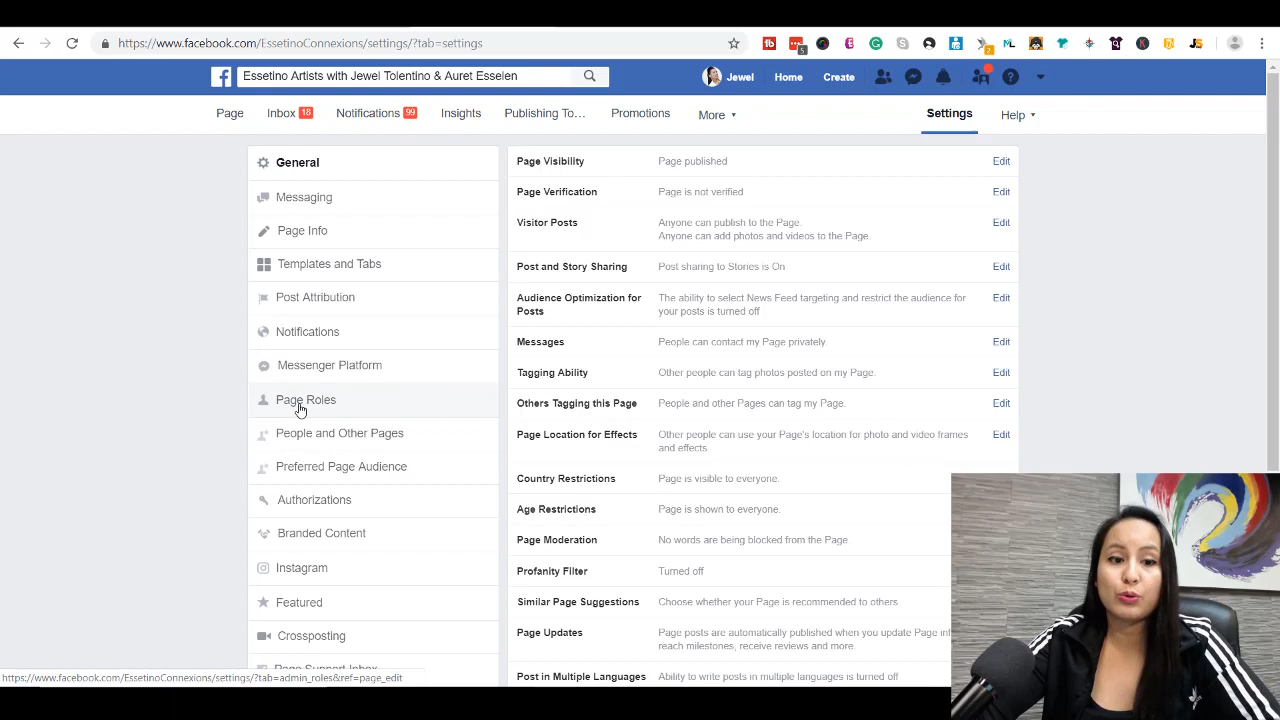 https://www.facebook.com/EssetinoConnexions/settings/?tab=settings
5
2
ML
JS
Essetino Artists with Jewel Tolentino & Auret Esselen
Jewel
Home
Create
Page
Inbox 18
Notifications 99
Insights
Publishing To...
Promotions
More
Settings
Help
General
Messaging
Page Info
Templates and Tabs
Post Attribution
Notifications
Messenger Platform
Page Roles
People and Other Pages
Preferred Page Audience
Authorizations
Branded Content
Instagram
Featured
Crossposting
Page Support Inbox
Page Visibility Page published Edit
Page Verification Page is not verified Edit
Visitor Posts Anyone can publish to the Page. Edit
Anyone can add photos and videos to the Page.
Post and Story Sharing Post sharing to Stories is On Edit
Audience Optimization for The ability to select News Feed targeting and restrict the audience for Edit
Posts your posts is turned off
Messages People can contact my Page privately. Edit
Tagging Ability Other people can tag photos posted on my Page. Edit
Others Tagging this Page People and other Pages can tag my Page. Edit
Page Location for Effects Other people can use your Page's location for photo and video frames Edit
and effects.
Country Restrictions Page is visible to everyone.
Age Restrictions Page is shown to everyone.
Page Moderation No words are being blocked from the Page.
Profanity Filter Turned off
Similar Page Suggestions Choose whether your Page is recommended to others
Page Updates Page posts are automatically published when you update Page
reach milestones, receive reviews and more.
Post in Multiple Languages Ability to write posts in multiple languages is turned off
https://www.facebook.com/EssetinoConnexions/settings/?tab=admin_roles&ref=page_edit